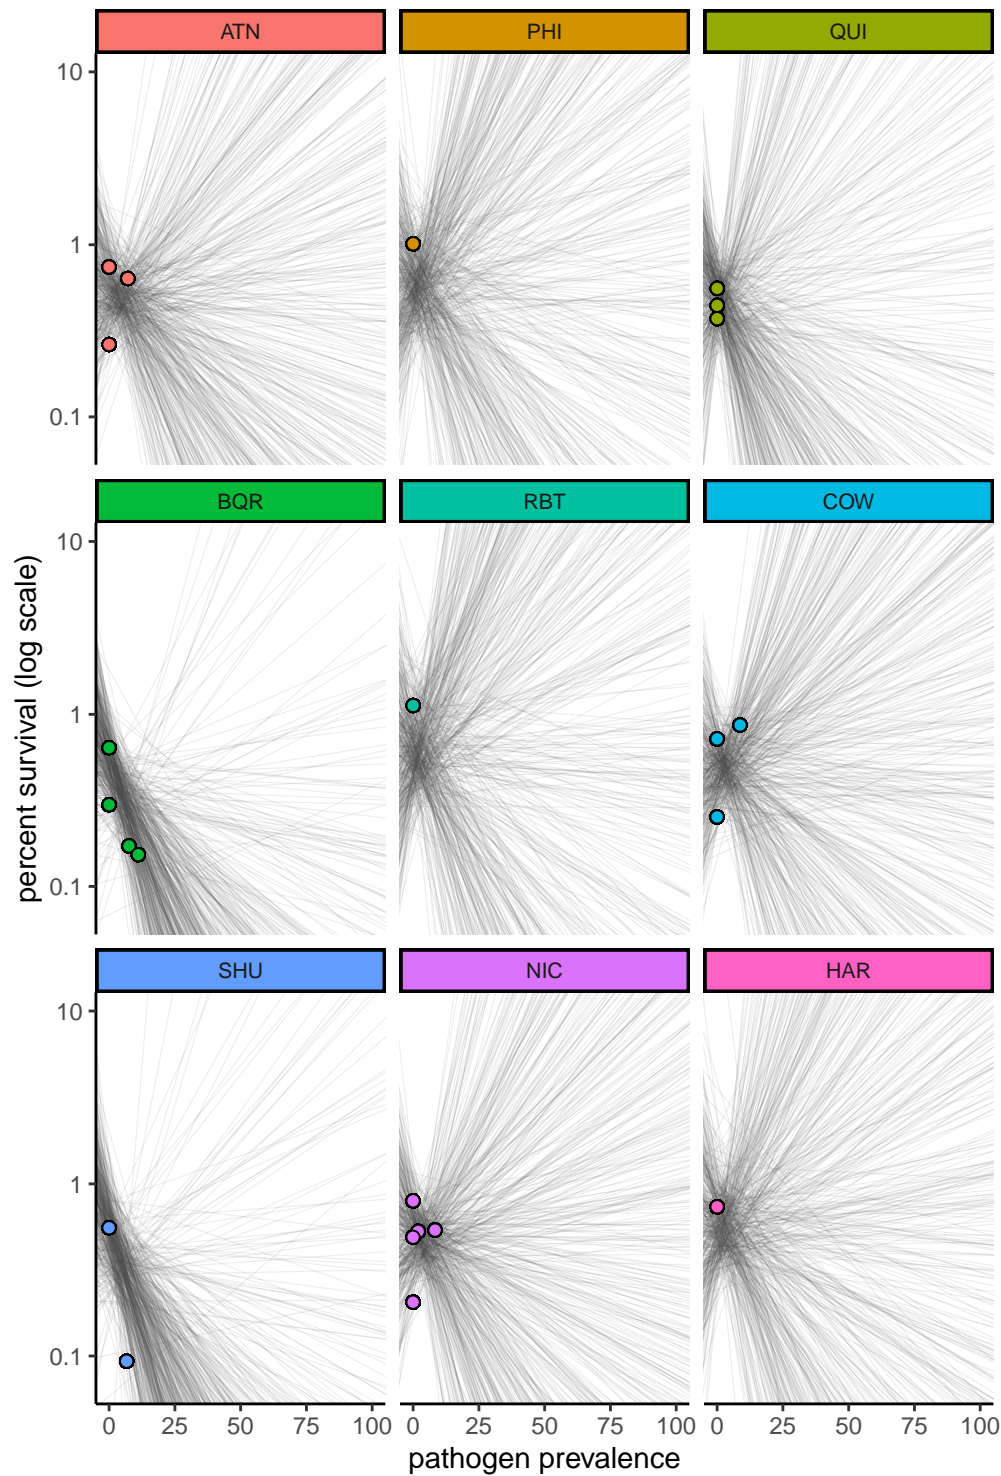 ATN PHI QUI
10
1
0.1
BQR RBT COW
10
1
0.1
percent survival (log scale)
SHU NIC HAR
10
1
0.1
0 25 50 75 100 0 25 50 75 100 0 25 50 75 100
pathogen prevalence